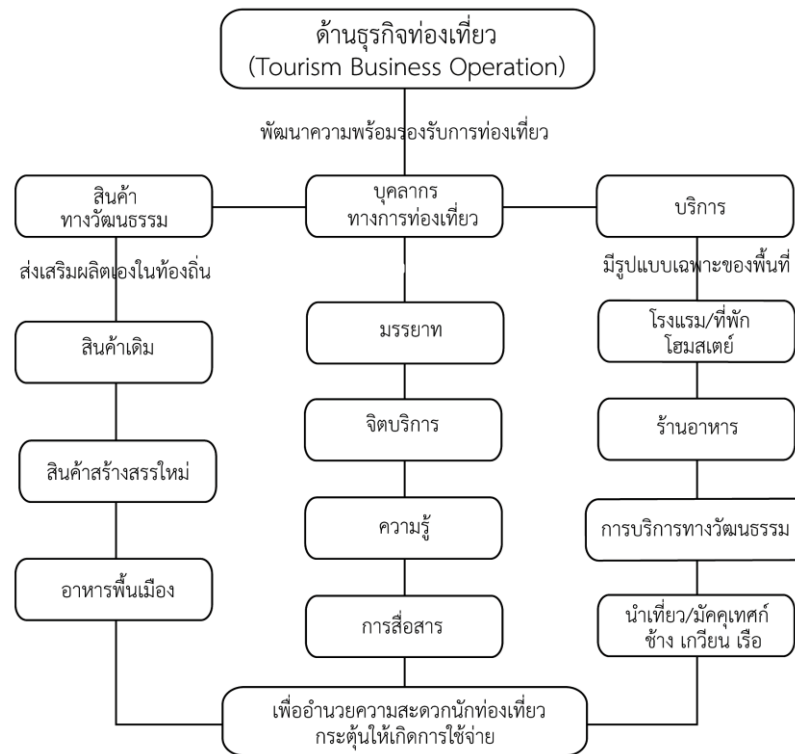 ด้านธุรกิจท่องเที่ยว
(Tourism Business Operation)
พัฒนาความพร้อมรองรับการท่องเที่ยว
สินค้า
ทางวัฒนธรรม
บุคลากร
ทางการท่องเที่ยว
บริการ
ส่งเสริมผลิตเองในท้องถิ่น
มีรูปแบบเฉพาะของพื้นที่
สินค้าเดิม
มรรยาท
โรงแรม/ที่พัก
โฮมสเตย์
สินค้าสร้างสรรใหม่
จิตบริการ
ร้านอาหาร
อาหารพื้นเมือง
ความรู้
การบริการทางวัฒนธรรม
การสื่อสาร
นำเที่ยว/มัคคุเทศก์
ช้าง เกวียน เรือ
เพื่ออำนวยความสะดวกนักท่องเที่ยว
กระตุ้นให้เกิดการใช้จ่าย